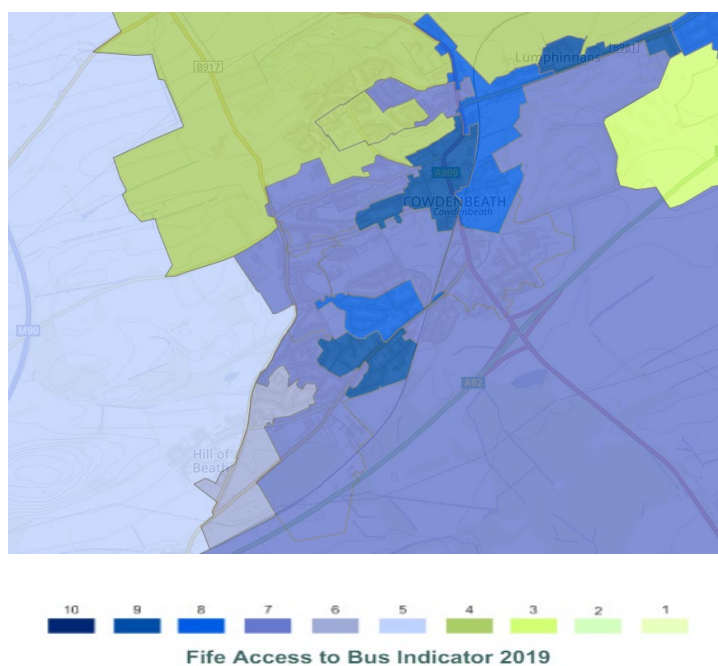 Lumphinnans
B981
B917
A909
COWDENBEATH
Cowdenbeath
M90
A92
Hill of
Beath
10 9 8 7 6 5 4 3 2 1
Fife Access to Bus Indicator 2019